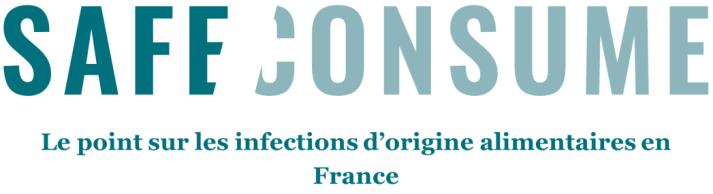 SAFE CONSUME
Le point sur les infections d'origine alimentaires en
France